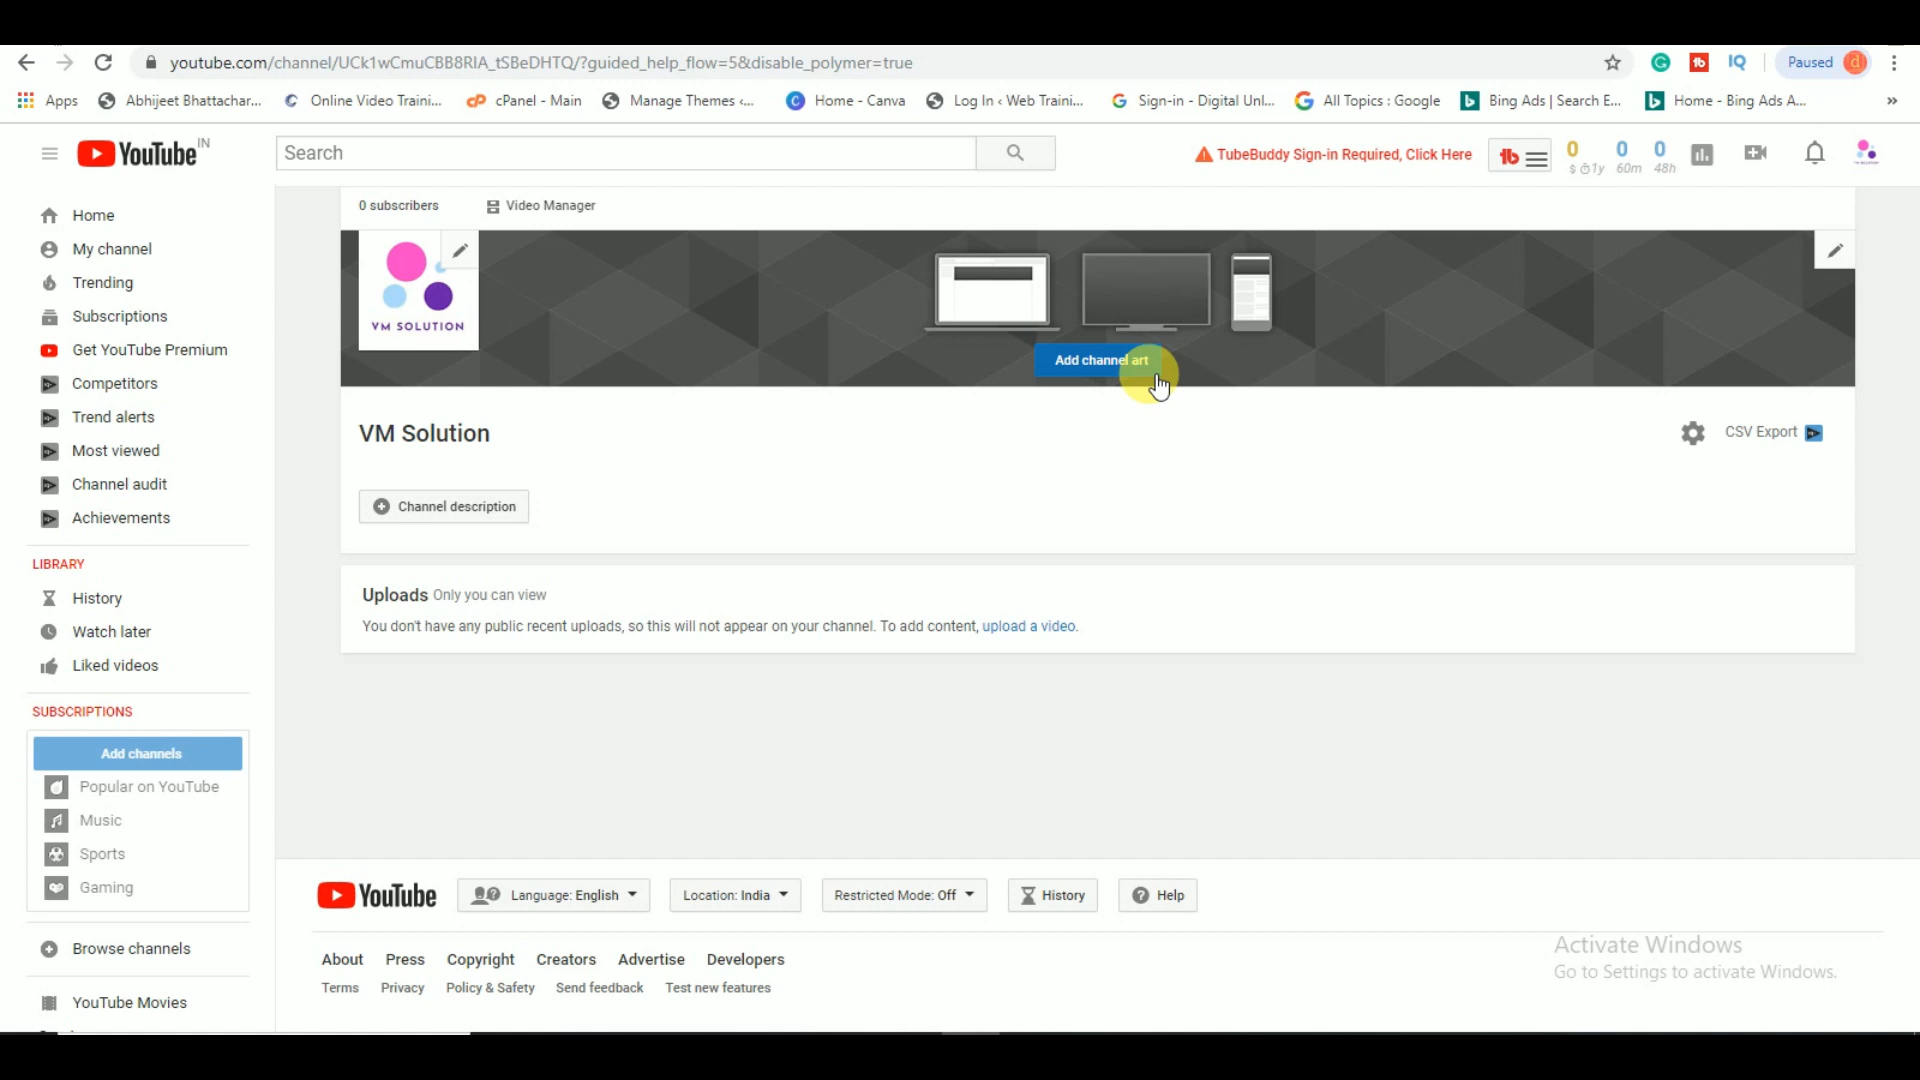 youtube.com/channel/UCk1wCmuCBB8RIA_tSBeDHTQ/?guided_help_flow=5&disable_polymer=true
Paused d
Apps Abhijeet Bhattachar... Online Video Traini... cPanel - Main Manage Themes ‹... Home - Canva Log In ‹ Web Traini... Sign-in - Digital Unl... All Topics : Google Bing Ads | Search E... Home - Bing Ads A... »
YouTube IN
Search
TubeBuddy Sign-in Required, Click Here
0 0 0
$ 1y 60m 48h
Home
My channel
Trending
Subscriptions
Get YouTube Premium
Competitors
Trend alerts
Most viewed
Channel audit
Achievements
LIBRARY
History
Watch later
Liked videos
SUBSCRIPTIONS
Add channels
Popular on YouTube
Music
Sports
Gaming
Browse channels
YouTube Movies
0 subscribers Video Manager
VM SOLUTION
Add channel art
VM Solution
CSV Export
Channel description
Uploads Only you can view
You don't have any public recent uploads, so this will not appear on your channel. To add content, upload a video.
YouTube Language: English Location: India Restricted Mode: Off History Help
About Press Copyright Creators Advertise Developers
Terms Privacy Policy & Safety Send feedback Test new features
Activate Windows
Go to Settings to activate Windows.